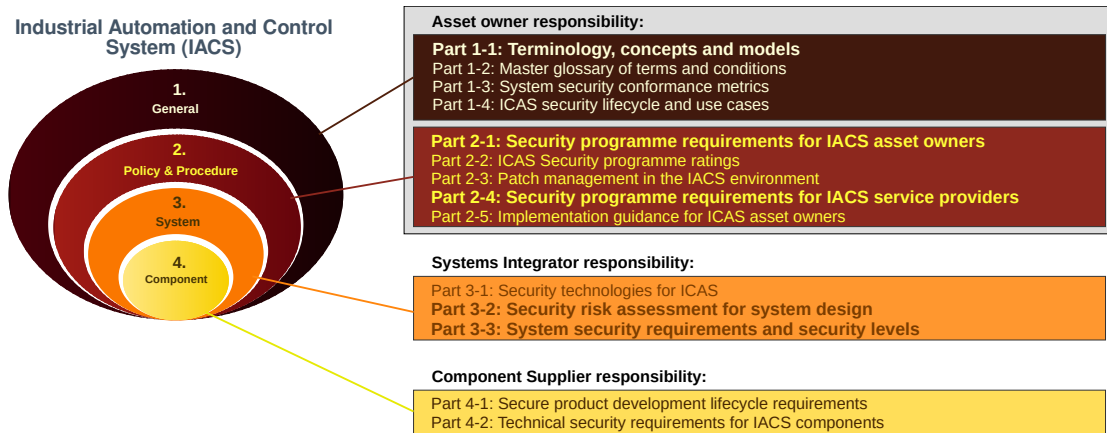 Industrial Automation and Control
System (IACS)
1.
General
2.
Policy & Procedure
3.
System
4.
Component
Asset owner responsibility:
Part 1-1: Terminology, concepts and models
Part 1-2: Master glossary of terms and conditions
Part 1-3: System security conformance metrics
Part 1-4: ICAS security lifecycle and use cases
Part 2-1: Security programme requirements for IACS asset owners
Part 2-2: ICAS Security programme ratings
Part 2-3: Patch management in the IACS environment
Part 2-4: Security programme requirements for IACS service providers
Part 2-5: Implementation guidance for ICAS asset owners
Systems Integrator responsibility:
Part 3-1: Security technologies for ICAS
Part 3-2: Security risk assessment for system design
Part 3-3: System security requirements and security levels
Component Supplier responsibility:
Part 4-1: Secure product development lifecycle requirements
Part 4-2: Technical security requirements for IACS components